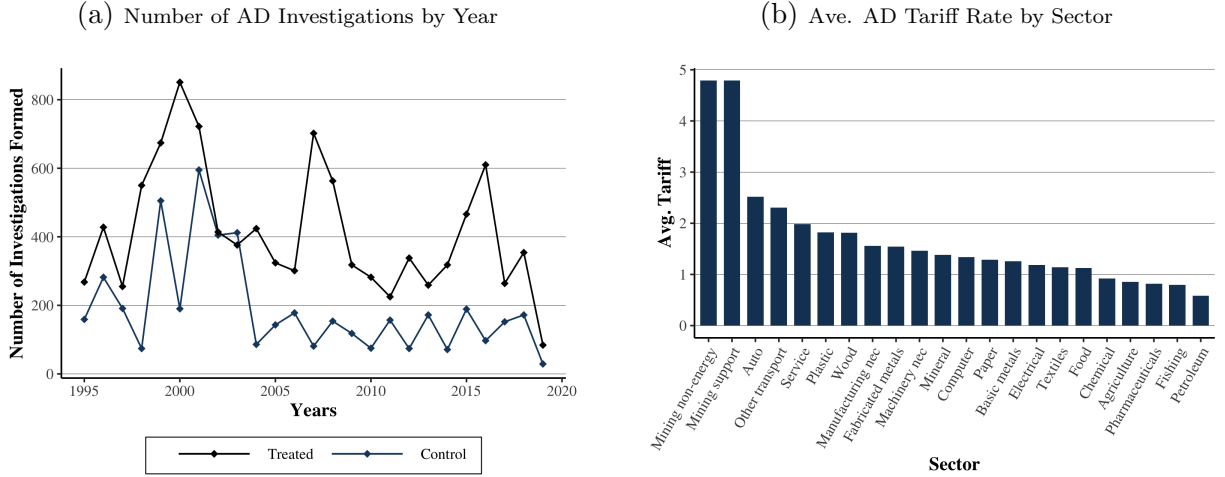 (a) Number of AD Investigations by Year
Number of Investigations Formed
800
600
400
200
0
1995
2000
2005
2010
2015
2020
Years
Treated
Control
(b) Ave. AD Tariff Rate by Sector
Avg. Tariff
5
4
3
2
1
0
Mining non-energy
Mining support
Auto
Other transport
Service
Plastic
Wood
Manufacturing nec
Fabricated metals
Machinery nec
Mineral
Computer
Paper
Basic metals
Electrical
Textiles
Food
Chemical
Agriculture
Pharmaceuticals
Fishing
Petroleum
Sector